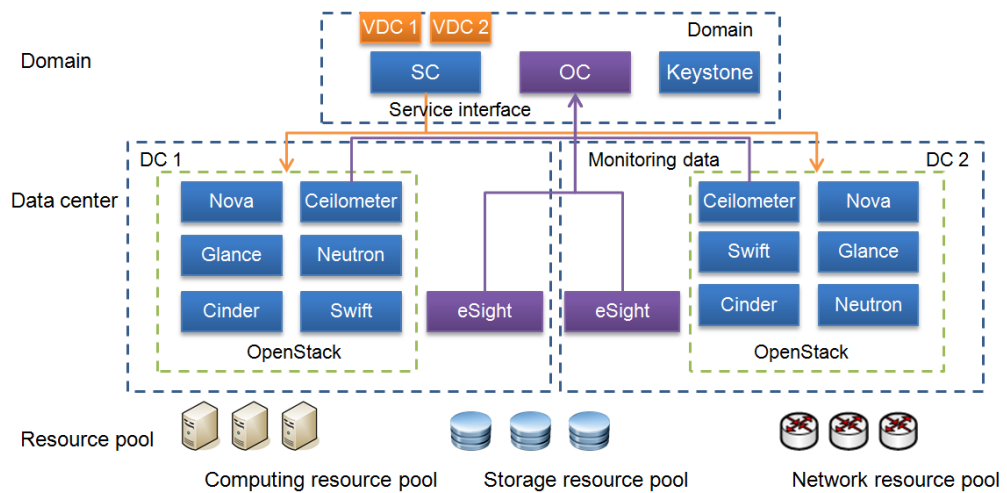 VDC 1
VDC 2
Domain
Domain
SC
OC
Keystone
Service interface
DC 1
Monitoring data
DC 2
Data center
Nova
Ceilometer
Ceilometer
Nova
Glance
Neutron
Swift
Glance
Cinder
Swift
eSight
eSight
Cinder
Neutron
OpenStack
OpenStack
Resource pool
Computing resource pool
Storage resource pool
Network resource pool